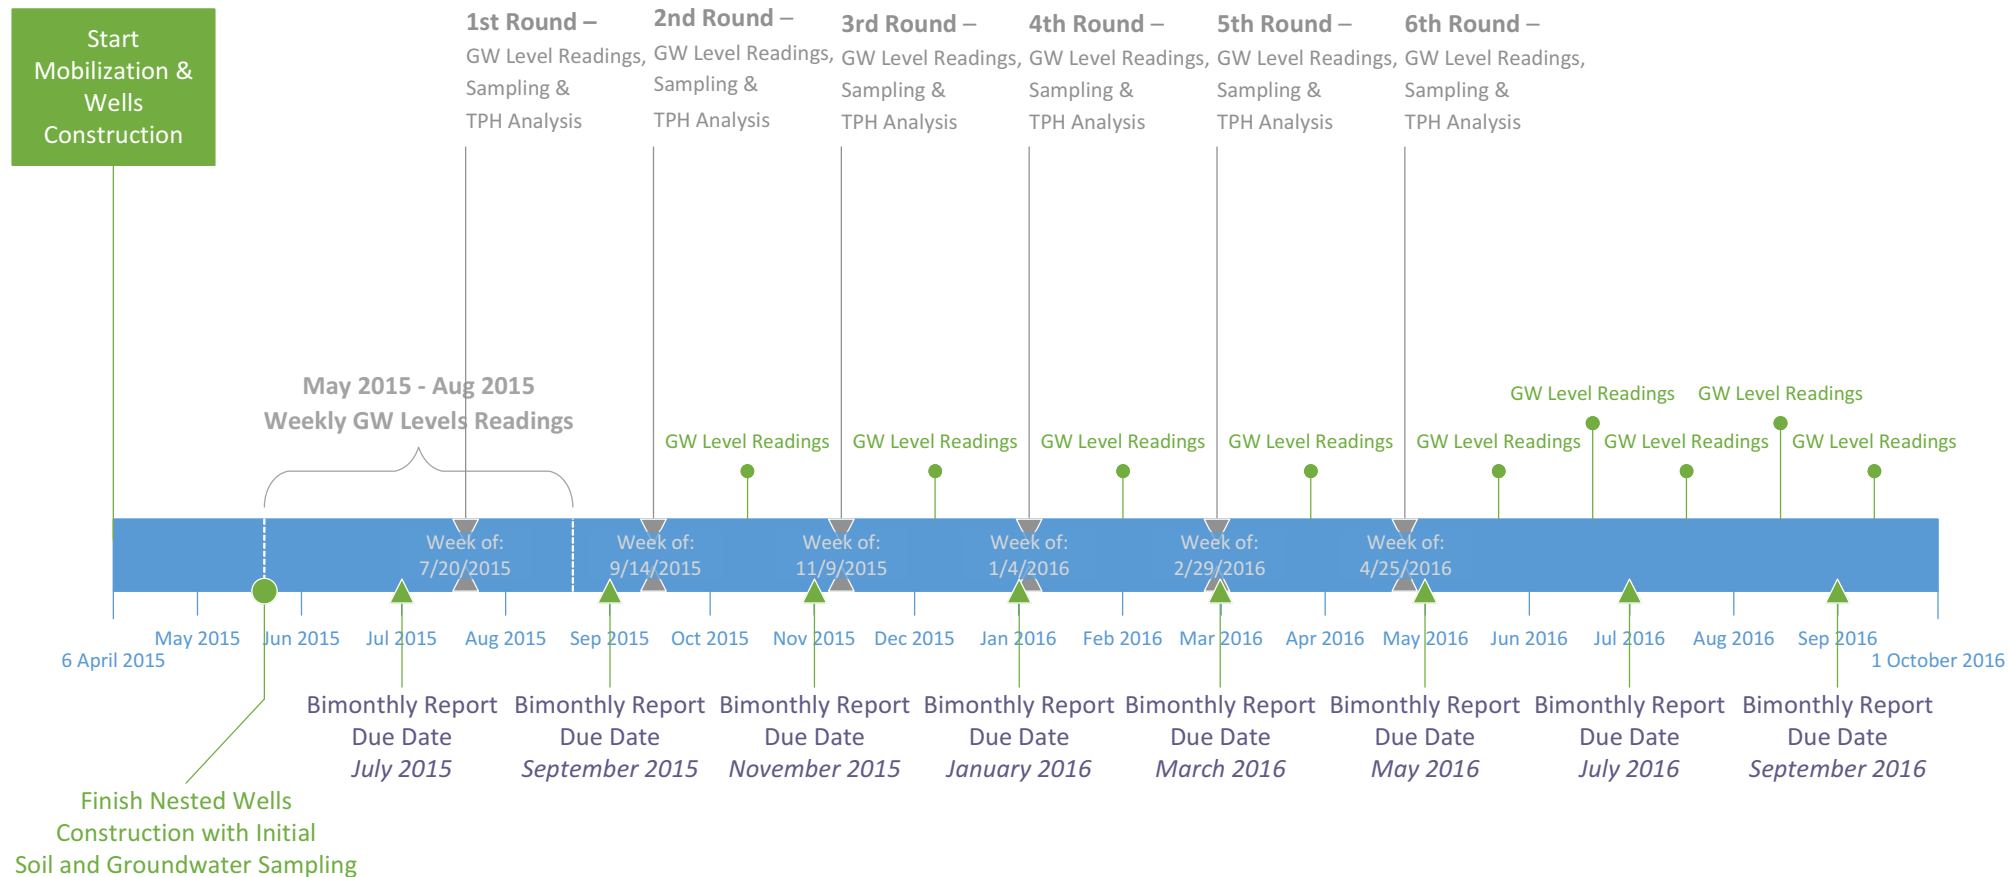 Start
Mobilization &
Wells
Construction
1st Round –
GW Level Readings,
Sampling &
TPH Analysis
2nd Round –
GW Level Readings,
Sampling &
TPH Analysis
3rd Round –
GW Level Readings,
Sampling &
TPH Analysis
4th Round –
GW Level Readings,
Sampling &
TPH Analysis
5th Round –
GW Level Readings,
Sampling &
TPH Analysis
6th Round –
GW Level Readings,
Sampling &
TPH Analysis
May 2015 - Aug 2015
Weekly GW Levels Readings
GW Level Readings
GW Level Readings
GW Level Readings
GW Level Readings
GW Level Readings
GW Level Readings
GW Level Readings
GW Level Readings
GW Level Readings
Week of:
7/20/2015
Week of:
9/14/2015
Week of:
11/9/2015
Week of:
1/4/2016
Week of:
2/29/2016
Week of:
4/25/2016
6 April 2015
May 2015
Jun 2015
Jul 2015
Aug 2015
Sep 2015
Oct 2015
Nov 2015
Dec 2015
Jan 2016
Feb 2016
Mar 2016
Apr 2016
May 2016
Jun 2016
Jul 2016
Aug 2016
Sep 2016
1 October 2016
Bimonthly Report
Due Date
July 2015
Bimonthly Report
Due Date
September 2015
Bimonthly Report
Due Date
November 2015
Bimonthly Report
Due Date
January 2016
Bimonthly Report
Due Date
March 2016
Bimonthly Report
Due Date
May 2016
Bimonthly Report
Due Date
July 2016
Bimonthly Report
Due Date
September 2016
Finish Nested Wells
Construction with Initial
Soil and Groundwater Sampling